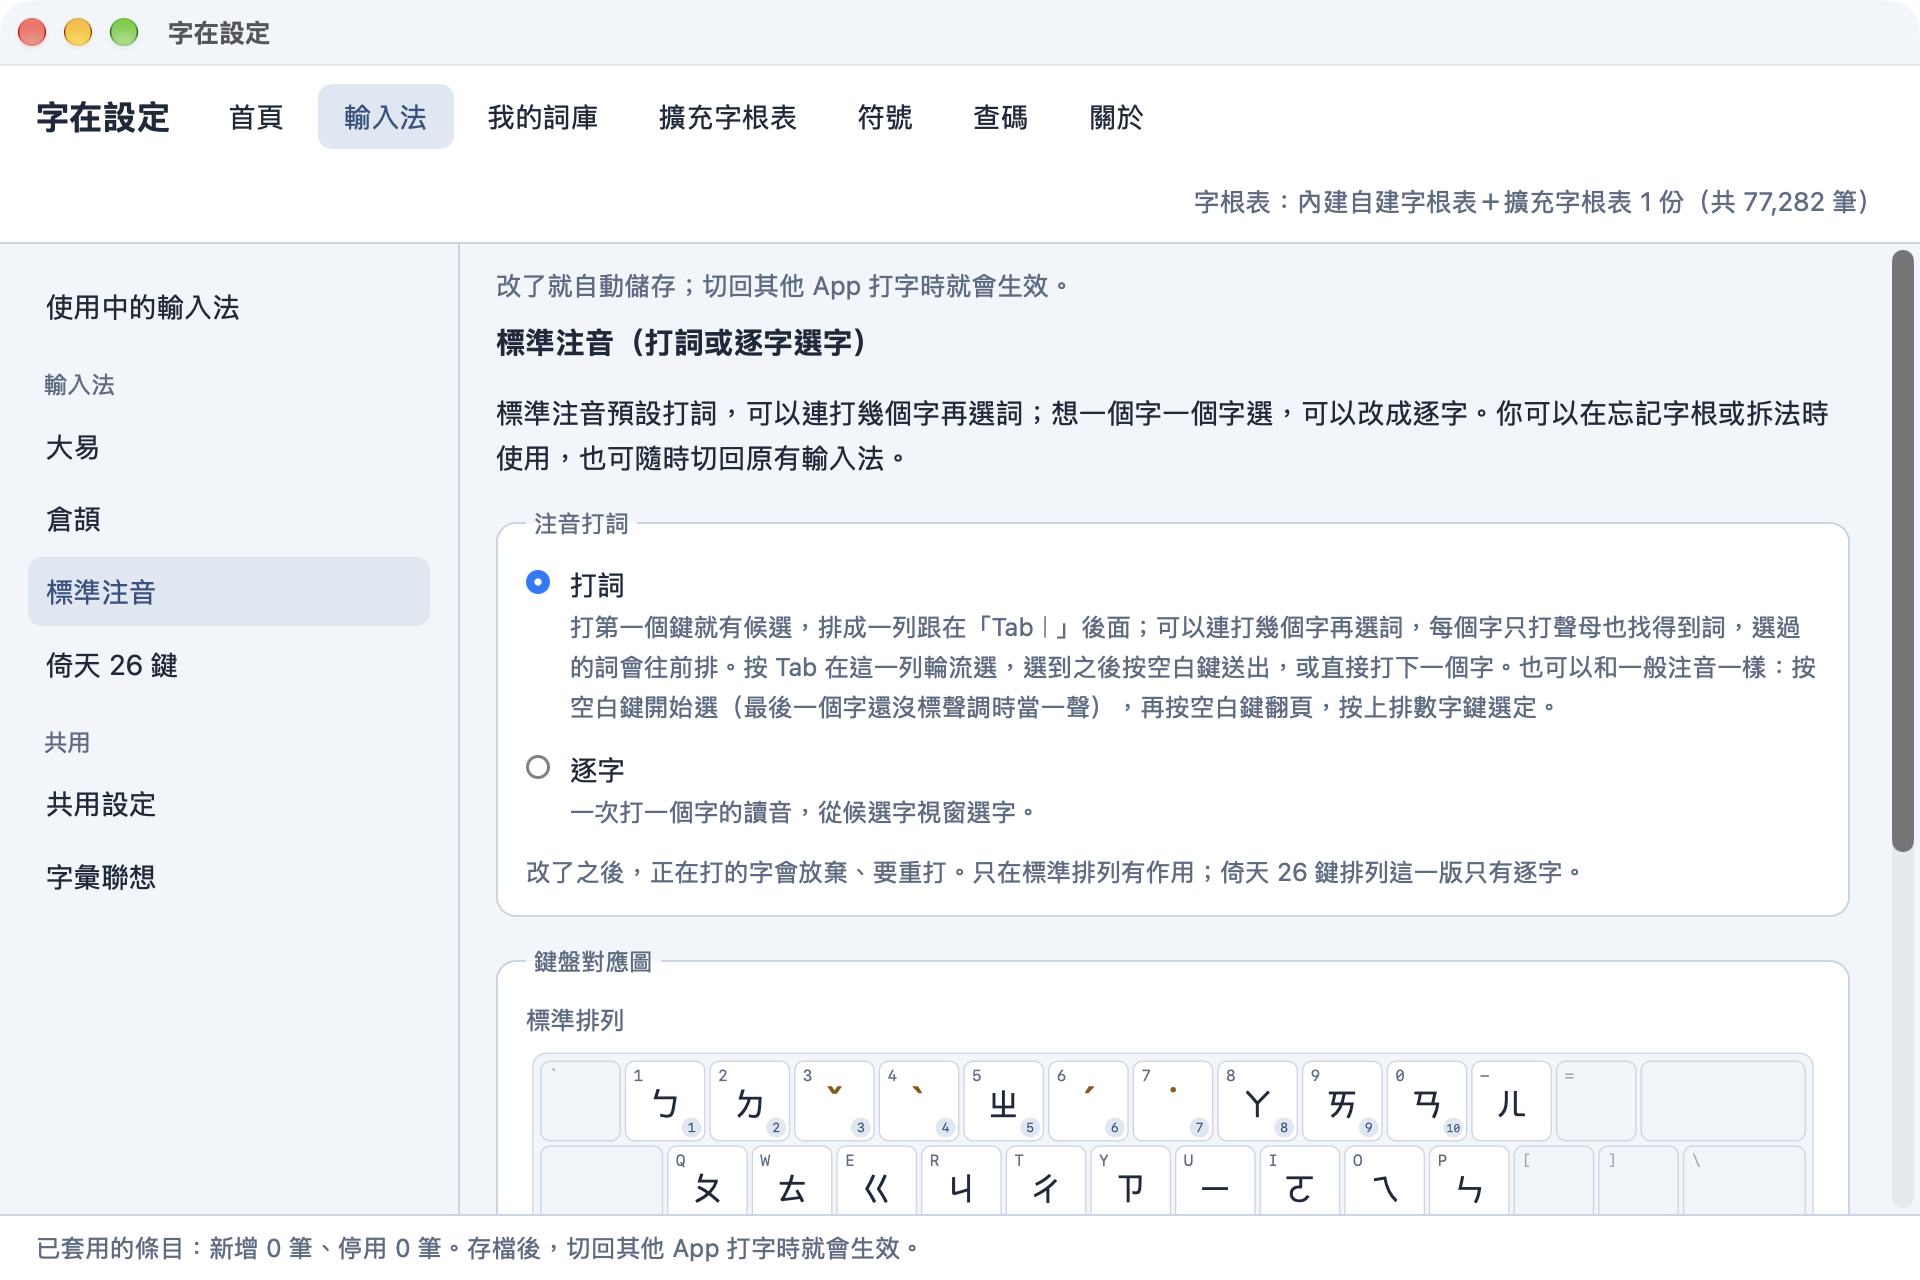 字在設定
字在設定 首頁 輸入法 我的詞庫 擴充字根表 符號 查碼 關於
字根表：內建自建字根表＋擴充字根表 1 份（共 77,282 筆）
使用中的輸入法
輸入法
大易
倉頡
標準注音
倚天 26 鍵
共用
共用設定
字彙聯想
改了就自動儲存；切回其他 App 打字時就會生效。
標準注音（打詞或逐字選字）
標準注音預設打詞，可以連打幾個字再選詞；想一個字一個字選，可以改成逐字。你可以在忘記字根或拆法時
使用，也可隨時切回原有輸入法。
注音打詞
打詞
打第一個鍵就有候選，排成一列跟在「Tab︱」後面；可以連打幾個字再選詞，每個字只打聲母也找得到詞，選過
的詞會往前排。按 Tab 在這一列輪流選，選到之後按空白鍵送出，或直接打下一個字。也可以和一般注音一樣：按
空白鍵開始選（最後一個字還沒標聲調時當一聲），再按空白鍵翻頁，按上排數字鍵選定。
逐字
一次打一個字的讀音，從候選字視窗選字。
改了之後，正在打的字會放棄、要重打。只在標準排列有作用；倚天 26 鍵排列這一版只有逐字。
鍵盤對應圖
標準排列
` 1 ㄅ 1 2 ㄉ 2 3 ˇ 3 4 ˋ 4 5 ㄓ 5 6 ˊ 6 7 ˙ 7 8 ㄚ 8 9 ㄞ 9 0 ㄢ 10 - ㄦ =
Q ㄆ W ㄊ E ㄍ R ㄐ T ㄔ Y ㄗ U ㄧ I ㄛ O ㄟ P ㄣ [ ] \
已套用的條目：新增 0 筆、停用 0 筆。存檔後，切回其他 App 打字時就會生效。